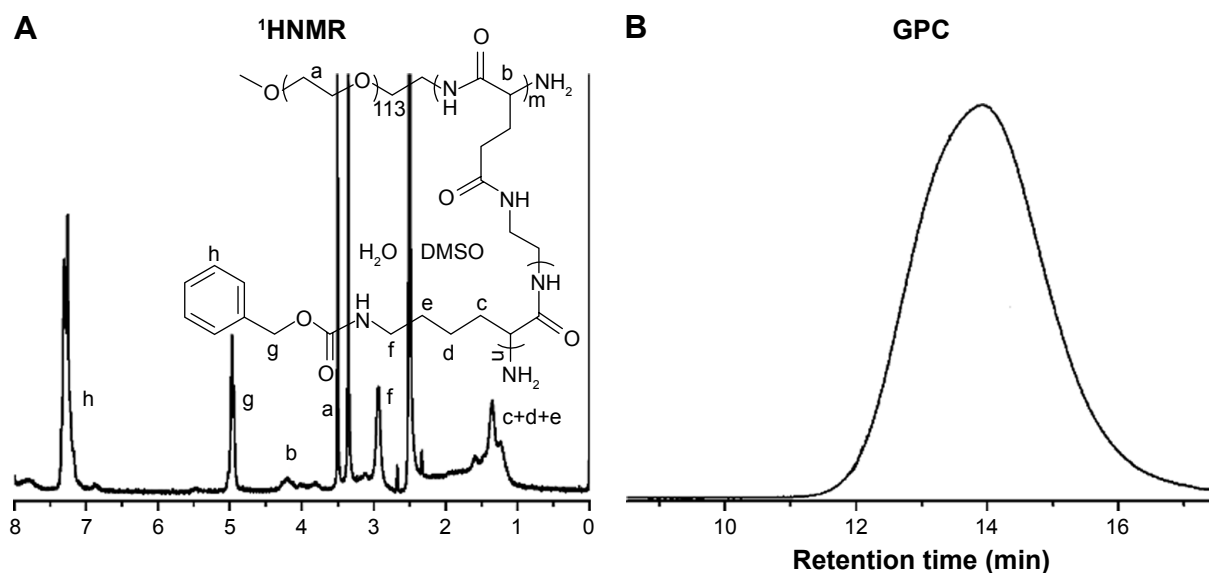 A
¹HNMR
B
GPC
O
a
b
O
O
N
H
m
NH₂
113
O
NH
H₂O
DMSO
h
H
N
O
e
c
NH
g
O
f
d
O
n
NH₂
h
g
b
a
f
c+d+e
8 7 6 5 4 3 2 1 0
10 12 14 16
Retention time (min)